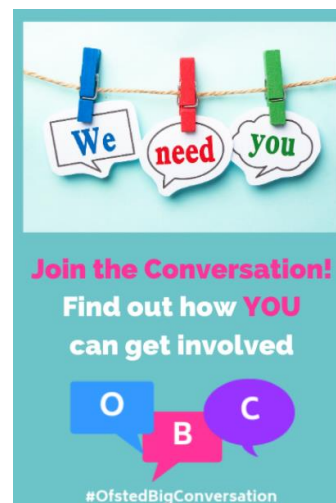 We need you
Join the Conversation!
Find out how YOU
can get involved
O B C
#OfstedBigConversation